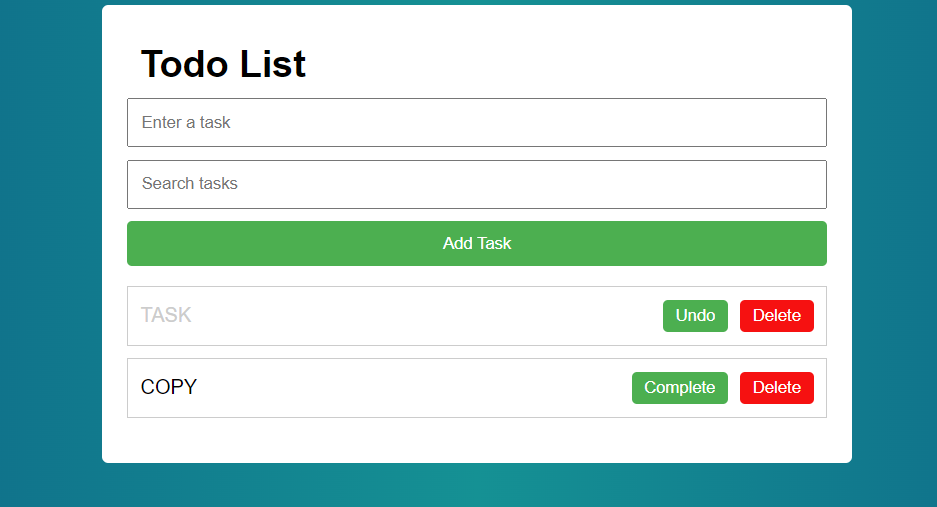 Todo List
Enter a task
Search tasks
Add Task
TASK Undo Delete
COPY Complete Delete